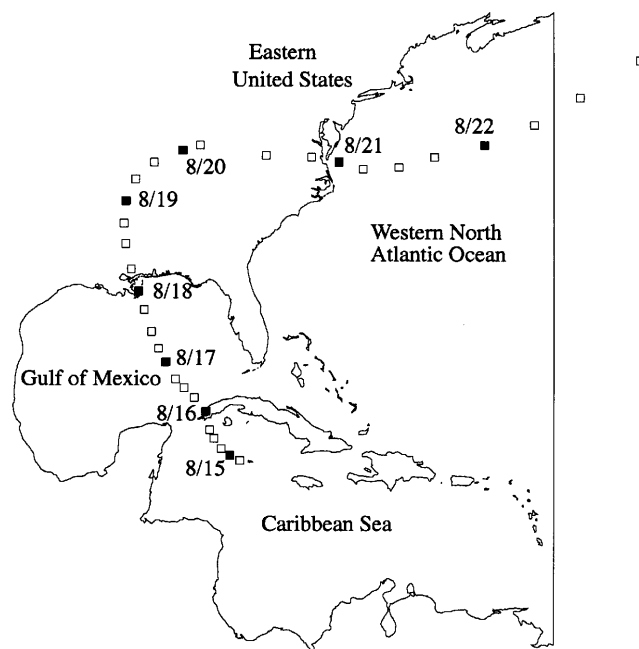 Eastern
United States
8/22
8/21
8/20
8/19
Western North
Atlantic Ocean
8/18
8/17
Gulf of Mexico
8/16
8/15
Caribbean Sea